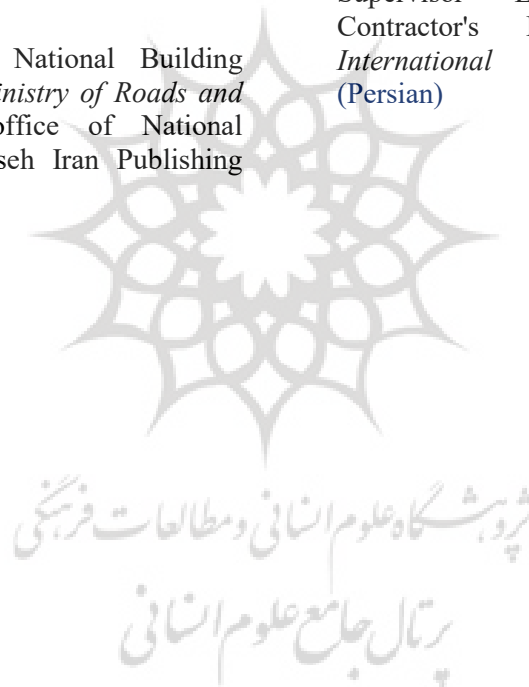 National Building
inistry of Roads and
office of National
seh Iran Publishing
Contractor's
International
(Persian)
پژوهشگاه علوم انسانی و مطالعات فرهنگی
پرتال جامع علوم انسانی